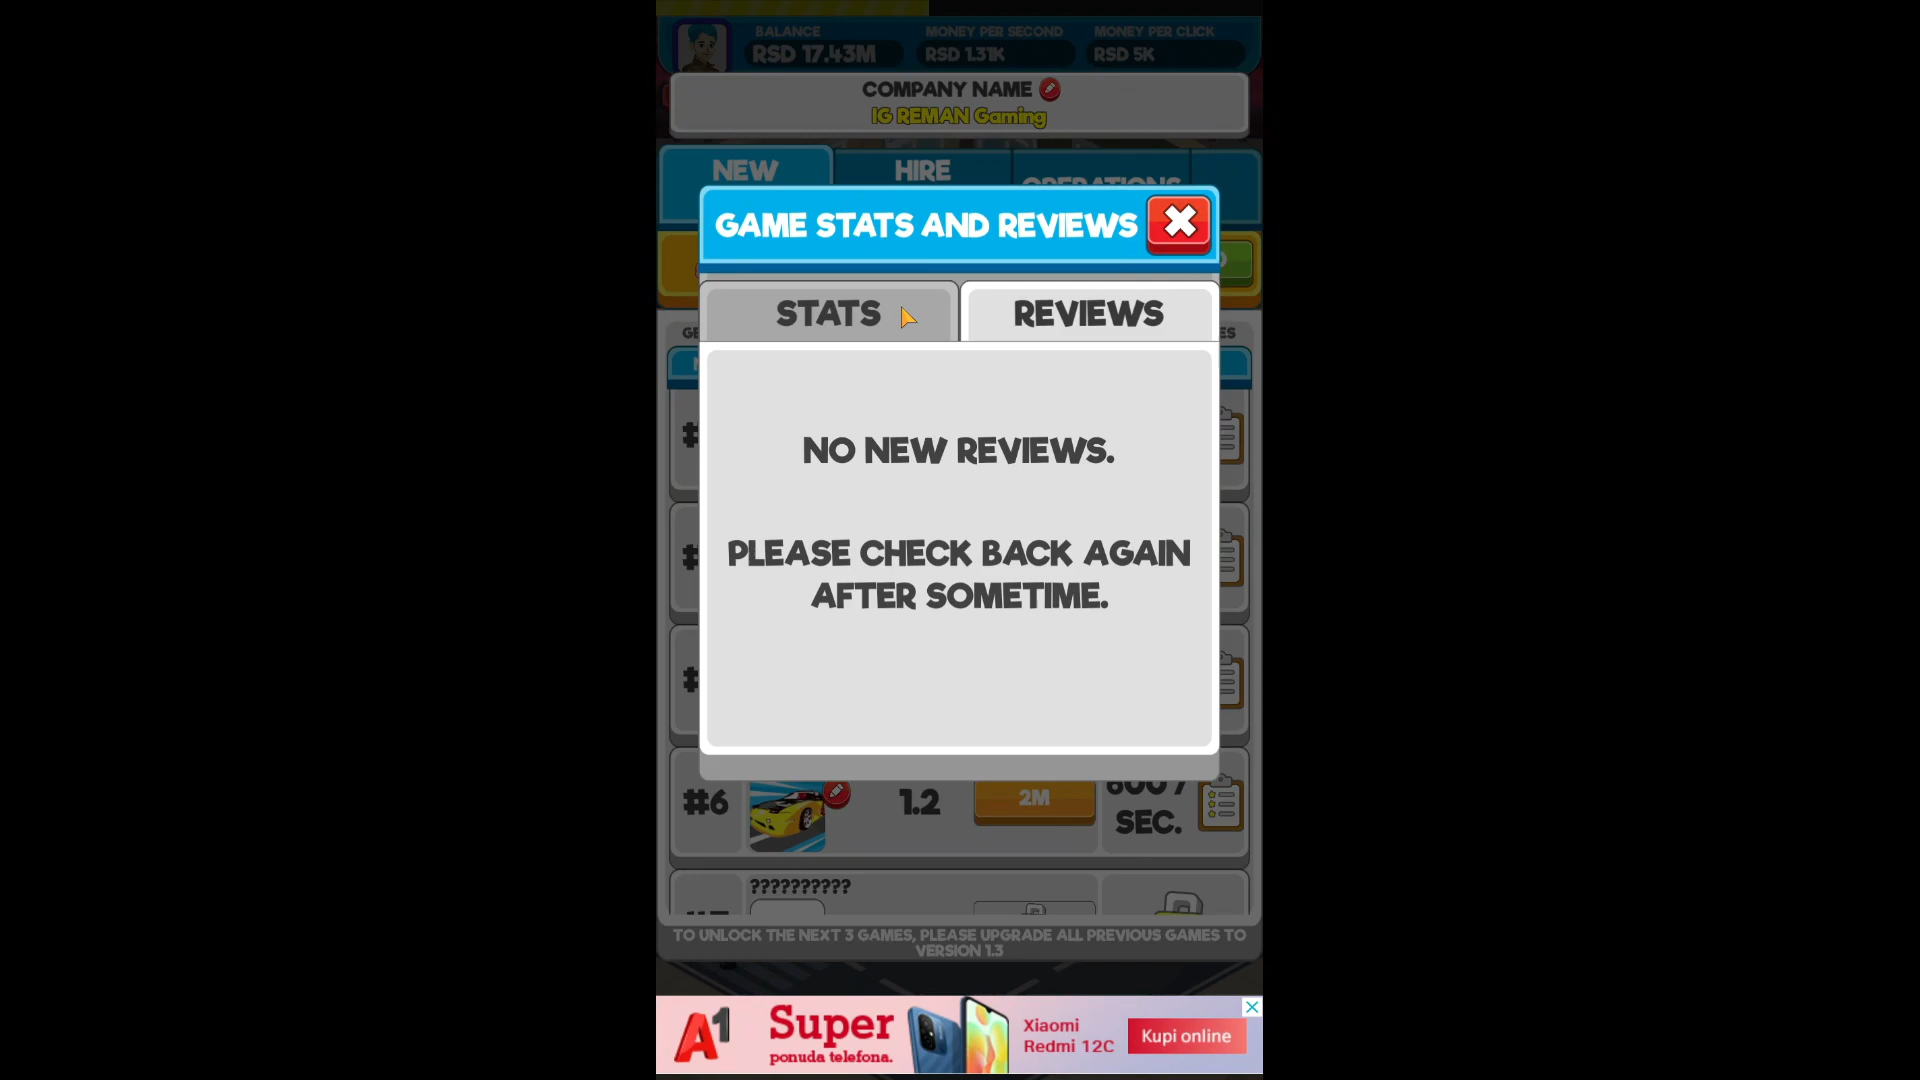 BALANCE
RSD 17.43M
MONEY PER SECOND
RSD 1.31K
MONEY PER CLICK
RSD 5K
COMPANY NAME
IG REMAN Gaming
NEW
HIRE
OPERATIONS
GAME STATS AND REVIEWS
STATS
REVIEWS
NO NEW REVIEWS.
PLEASE CHECK BACK AGAIN
AFTER SOMETIME.
#6
1.2
2M
600 /
SEC.
??????????
TO UNLOCK THE NEXT 3 GAMES, PLEASE UPGRADE ALL PREVIOUS GAMES TO
VERSION 1.3
A1
Super
ponuda telefona.
Xiaomi
Redmi 12C
Kupi online